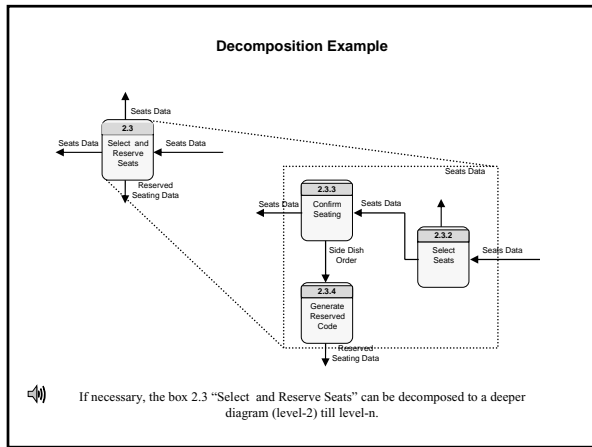 Decomposition Example
Seats Data
2.3
Select and
Reserve
Seats
Seats Data
Seats Data
Reserved
Seating Data
Seats Data
2.3.3
Confirm
Seating
Seats Data
Seats Data
2.3.2
Select
Seats
Seats Data
Side Dish
Order
2.3.4
Generate
Reserved
Code
Reserved
Seating Data
If necessary, the box 2.3 “Select and Reserve Seats” can be decomposed to a deeper
diagram (level-2) till level-n.